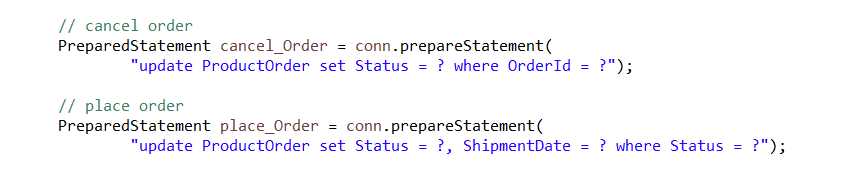 // cancel order
PreparedStatement cancel_Order = conn.prepareStatement(
"update ProductOrder set Status = ? where OrderId = ?");
// place order
PreparedStatement place_Order = conn.prepareStatement(
"update ProductOrder set Status = ?, ShipmentDate = ? where Status = ?");